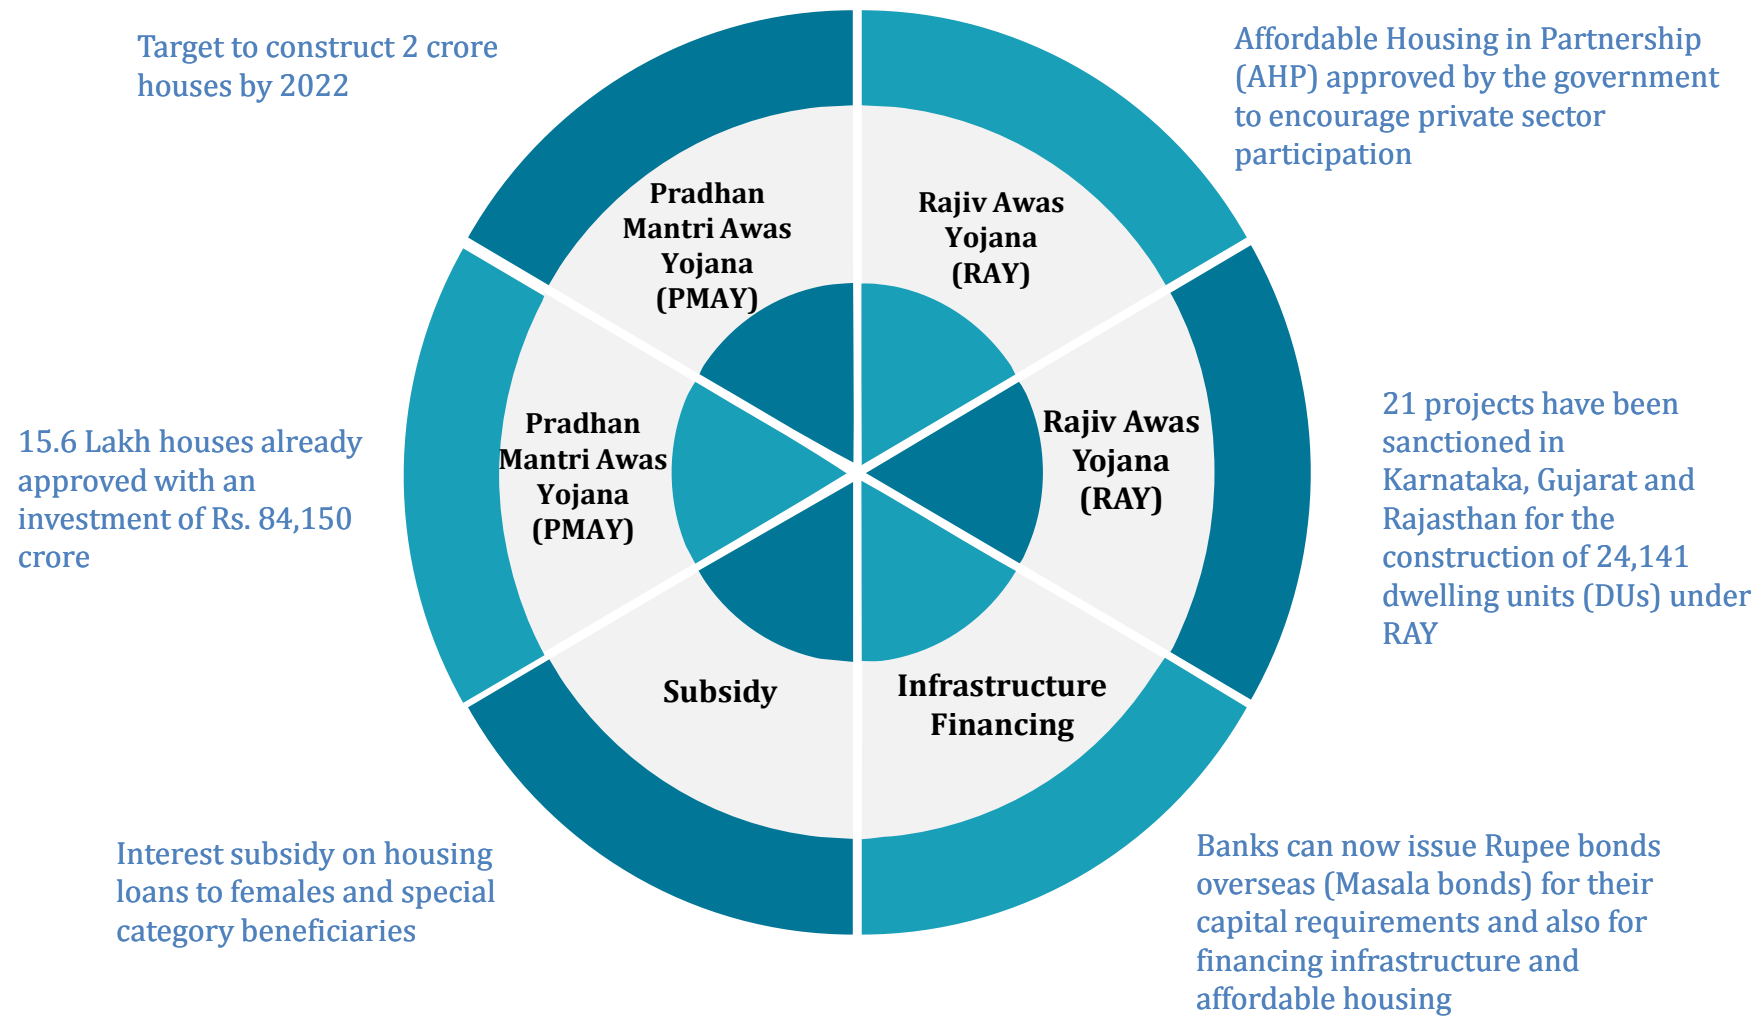 Target to construct 2 crore
houses by 2022
Affordable Housing in Partnership
(AHP) approved by the government
to encourage private sector
participation
Pradhan
Mantri Awas
Yojana
(PMAY)
Rajiv Awas
Yojana
(RAY)
15.6 Lakh houses already
approved with an
investment of Rs. 84,150
crore
Pradhan
Mantri Awas
Yojana
(PMAY)
Rajiv Awas
Yojana
(RAY)
21 projects have been
sanctioned in
Karnataka, Gujarat and
Rajasthan for the
construction of 24,141
dwelling units (DUs) under
RAY
Subsidy
Infrastructure
Financing
Interest subsidy on housing
loans to females and special
category beneficiaries
Banks can now issue Rupee bonds
overseas (Masala bonds) for their
capital requirements and also for
financing infrastructure and
affordable housing